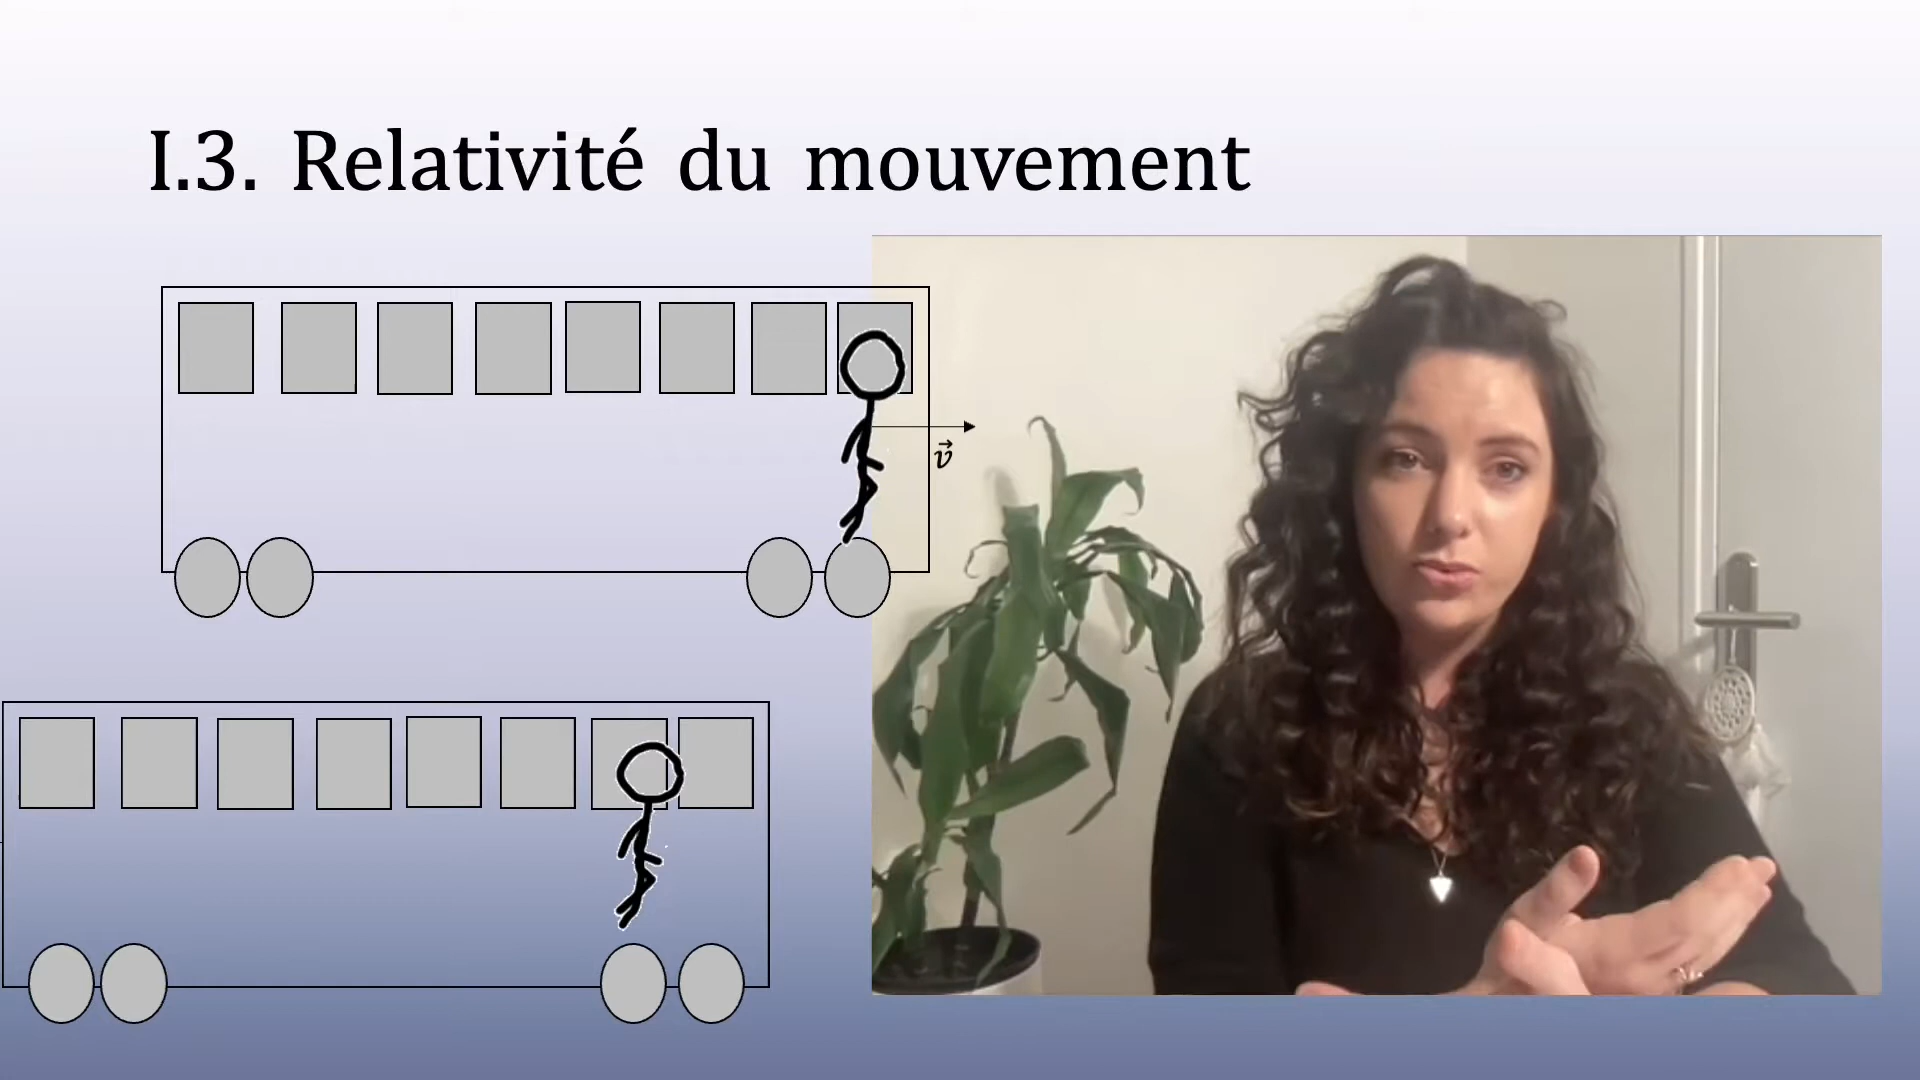 I.3. Relativité du mouvement
v⃗